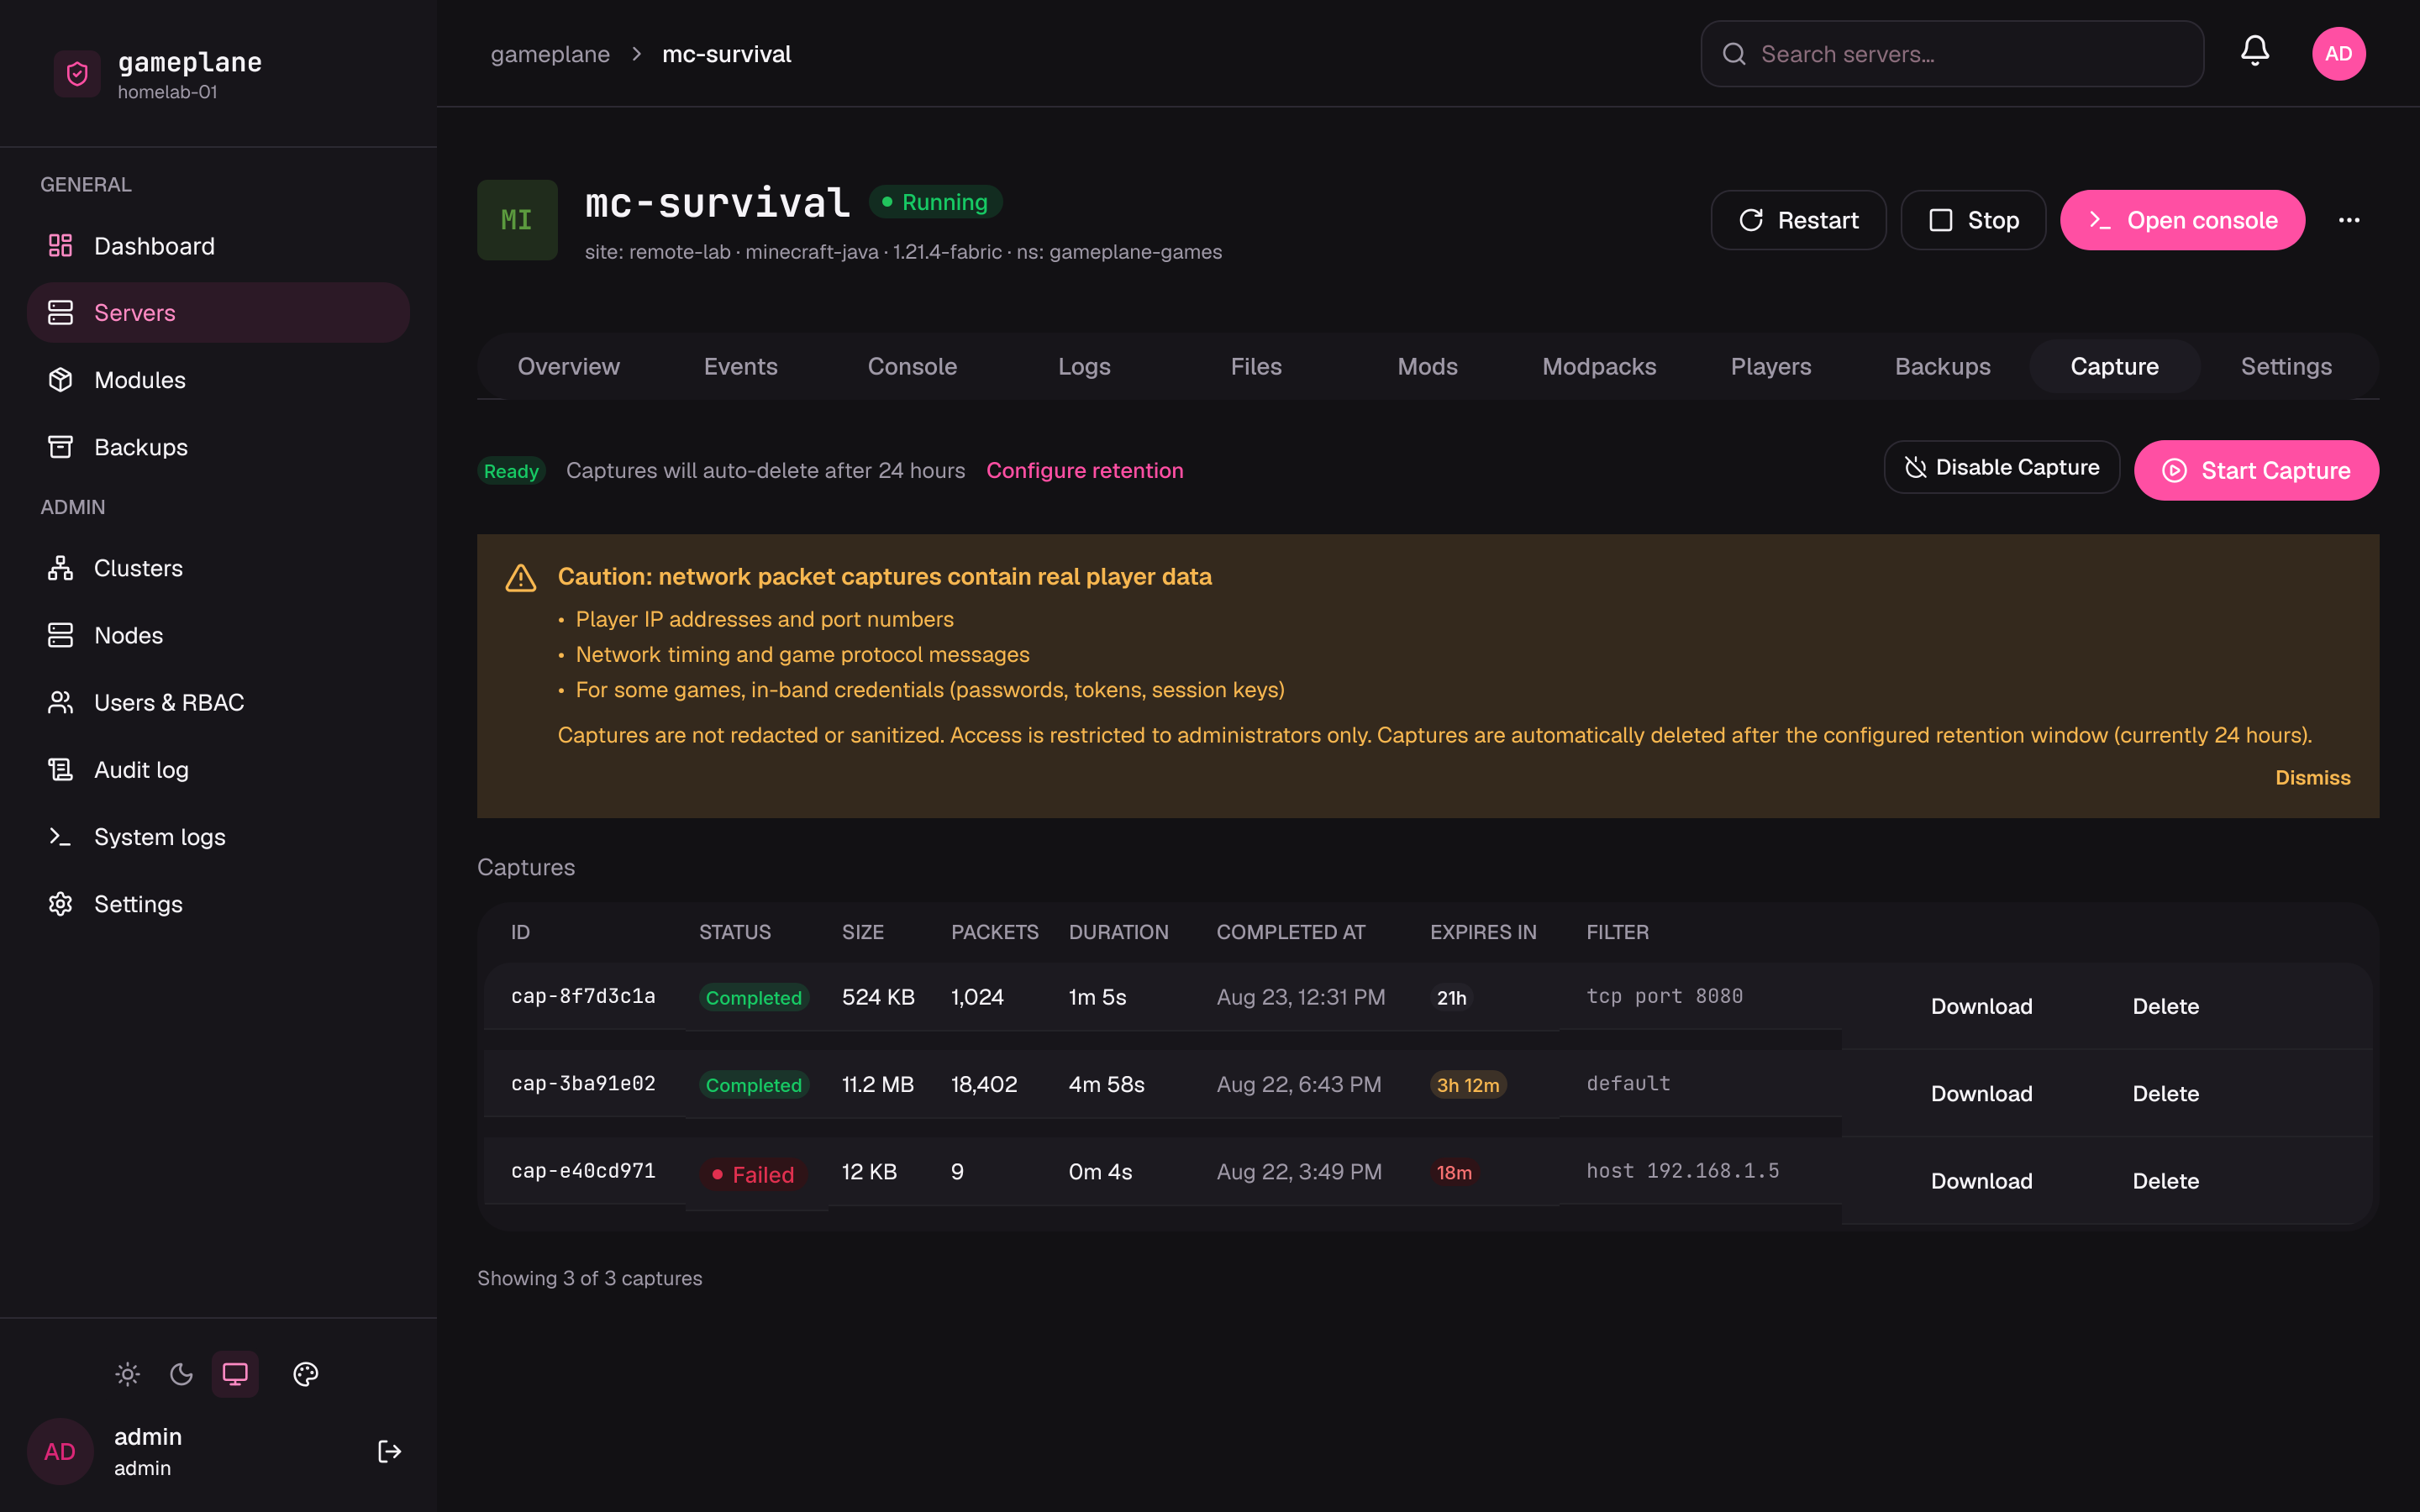 gameplane
homelab-01
GENERAL
Dashboard
Servers
Modules
Backups
ADMIN
Clusters
Nodes
Users & RBAC
Audit log
System logs
Settings
AD
admin
admin
gameplane > mc-survival
Search servers...
AD
MI
mc-survival
Running
site: remote-lab · minecraft-java · 1.21.4-fabric · ns: gameplane-games
Restart
Stop
Open console
Overview Events Console Logs Files Mods Modpacks Players Backups Capture Settings
Ready Captures will auto-delete after 24 hours Configure retention
Disable Capture
Start Capture
Caution: network packet captures contain real player data
• Player IP addresses and port numbers
• Network timing and game protocol messages
• For some games, in-band credentials (passwords, tokens, session keys)
Captures are not redacted or sanitized. Access is restricted to administrators only. Captures are automatically deleted after the configured retention window (currently 24 hours).
Dismiss
Captures
ID STATUS SIZE PACKETS DURATION COMPLETED AT EXPIRES IN FILTER
cap-8f7d3c1a Completed 524 KB 1,024 1m 5s Aug 23, 12:31 PM 21h tcp port 8080 Download Delete
cap-3ba91e02 Completed 11.2 MB 18,402 4m 58s Aug 22, 6:43 PM 3h 12m default Download Delete
cap-e40cd971 Failed 12 KB 9 0m 4s Aug 22, 3:49 PM 18m host 192.168.1.5 Download Delete
Showing 3 of 3 captures